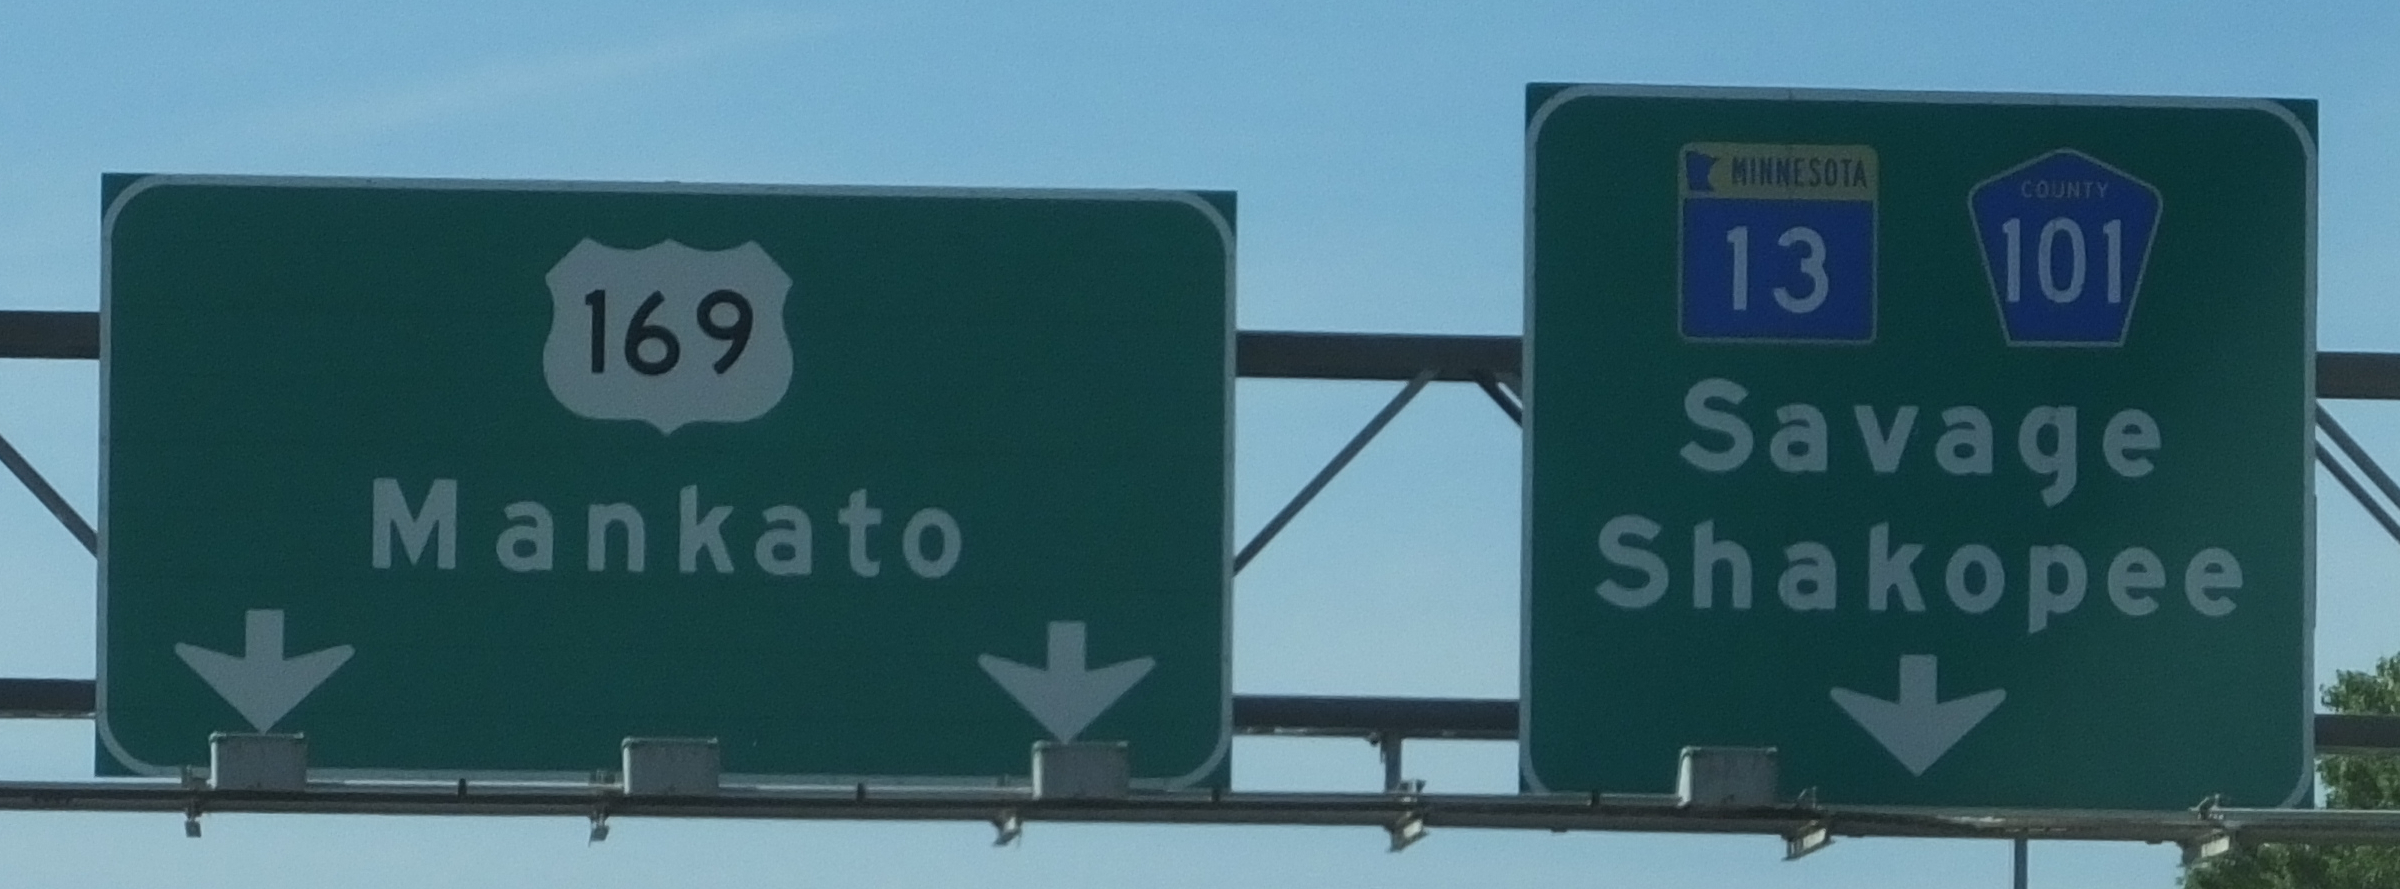 169
Mankato
MINNESOTA
13
COUNTY
101
Savage
Shakopee